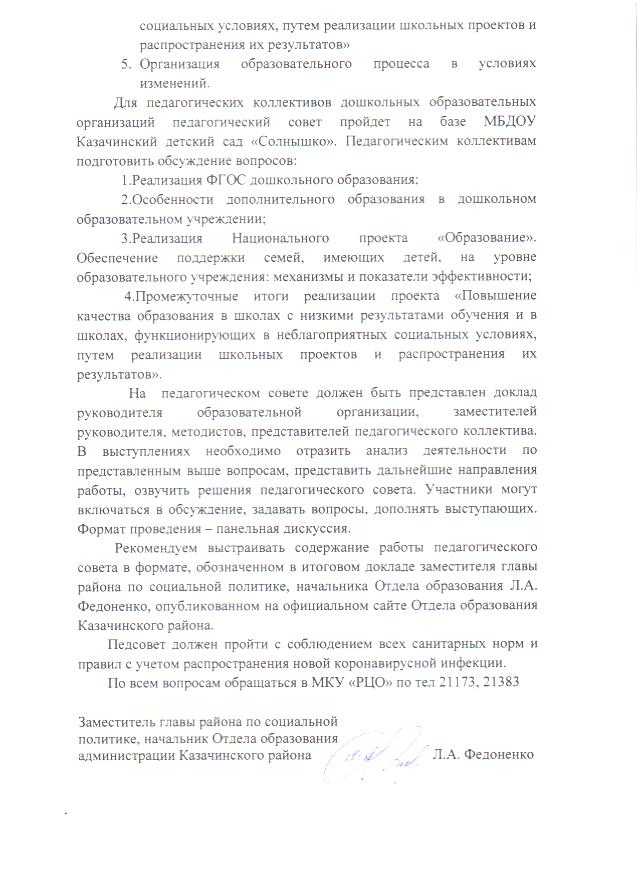 социальных условиях, путем реализации школьных проектов и
распространения их результатов»
5. Организация образовательного процесса в условиях
изменений.
Для педагогических коллективов дошкольных образовательных
организаций педагогический совет пройдет на базе МБДОУ
Казачинский детский сад «Солнышко». Педагогическим коллективам
подготовить обсуждение вопросов:
1.Реализация ФГОС дошкольного образования;
2.Особенности дополнительного образования в дошкольном
образовательном учреждении;
3.Реализация Национального проекта «Образование».
Обеспечение поддержки семей, имеющих детей, на уровне
образовательного учреждения: механизмы и показатели эффективности;
4.Промежуточные итоги реализации проекта «Повышение
качества образования в школах с низкими результатами обучения и в
школах, функционирующих в неблагоприятных социальных условиях,
путем реализации школьных проектов и распространения их
результатов».
На педагогическом совете должен быть представлен доклад
руководителя образовательной организации, заместителей
руководителя, методистов, представителей педагогического коллектива.
В выступлениях необходимо отразить анализ деятельности по
представленным выше вопросам, представить дальнейшие направления
работы, озвучить решения педагогического совета. Участники могут
включаться в обсуждение, задавать вопросы, дополнять выступающих.
Формат проведения – панельная дискуссия.
Рекомендуем выстраивать содержание работы педагогического
совета в формате, обозначенном в итоговом докладе заместителя главы
района по социальной политике, начальника Отдела образования Л.А.
Федоненко, опубликованном на официальном сайте Отдела образования
Казачинского района.
Педсовет должен пройти с соблюдением всех санитарных норм и
правил с учетом распространения новой коронавирусной инфекции.
По всем вопросам обращаться в МКУ «РЦО» по тел 21173, 21383
Заместитель главы района по социальной
политике, начальник Отдела образования
администрации Казачинского района Л.А. Федоненко